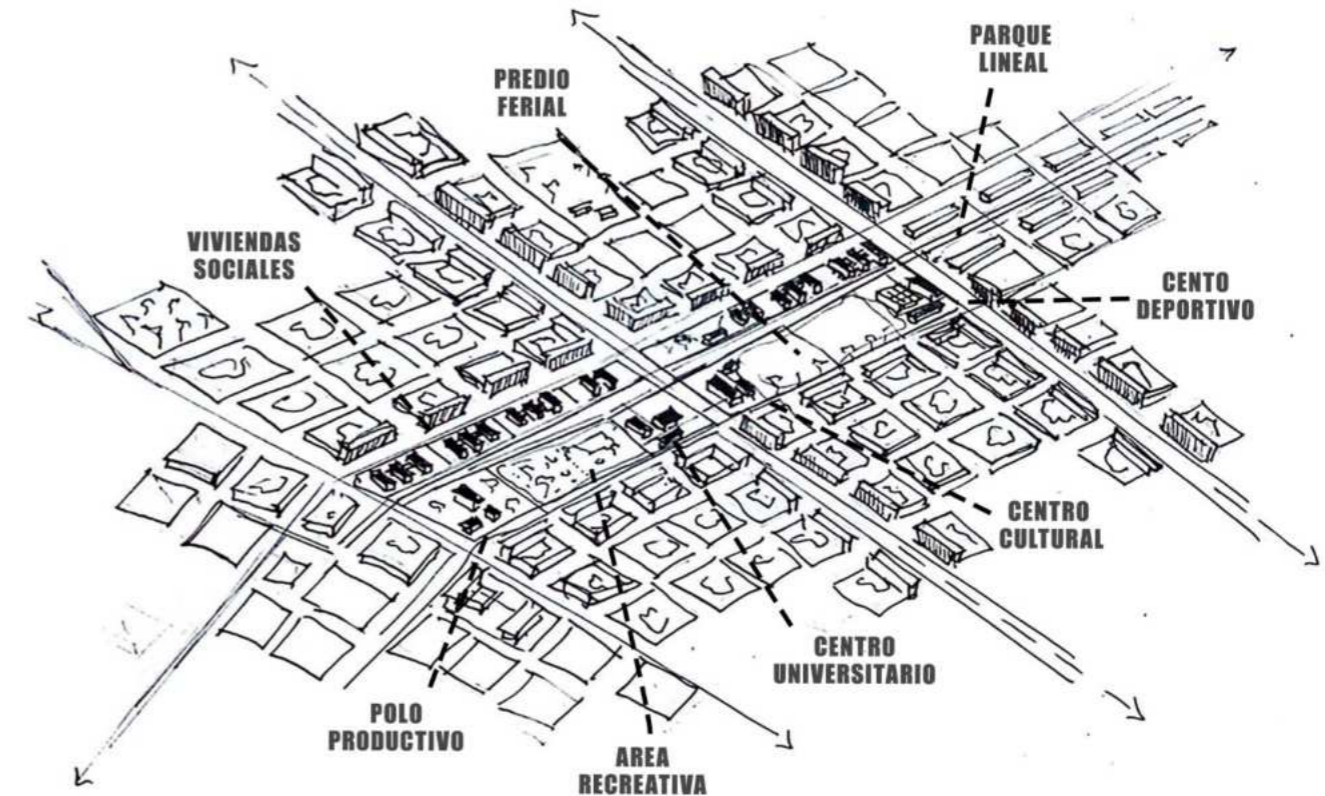 PARQUE
LINEAL
PREDIO
FERIAL
VIVIENDAS
SOCIALES
CENTO
DEPORTIVO
CENTRO
CULTURAL
CENTRO
UNIVERSITARIO
POLO
PRODUCTIVO
AREA
RECREATIVA